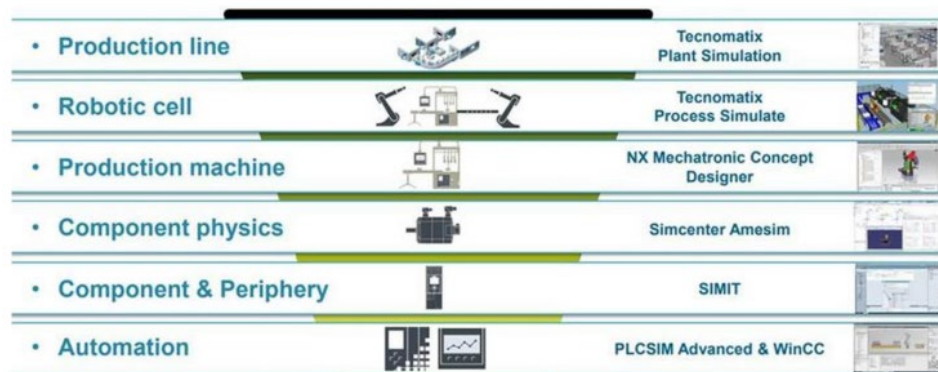 • Production line
Tecnomatix
Plant Simulation
• Robotic cell
Tecnomatix
Process Simulate
• Production machine
NX Mechatronic Concept
Designer
• Component physics
Simcenter Amesim
• Component & Periphery
SIMIT
• Automation
PLCSIM Advanced & WinCC